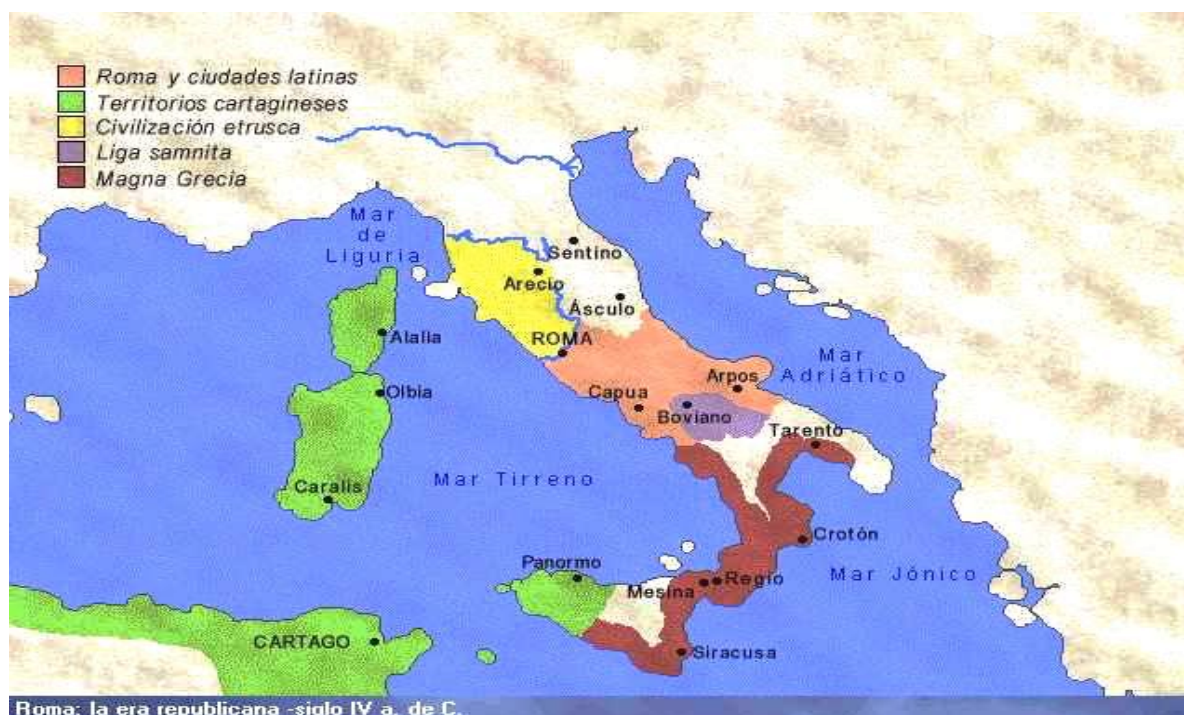 Roma y ciudades latinas
Territorios cartagineses
Civilización etrusca
Liga samnita
Magna Grecia
Mar
de
Liguria
Sentino
Arecio
Ásculo
ROMA
Alalia
Olbia
Mar
Adriático
Arpos
Capua
Boviano
Tarento
Caralis
Mar Tirreno
Crotón
Panormo
Mesina
Regio
Mar Jónico
CARTAGO
Siracusa
Roma: la era republicana -siglo IV a. de C.